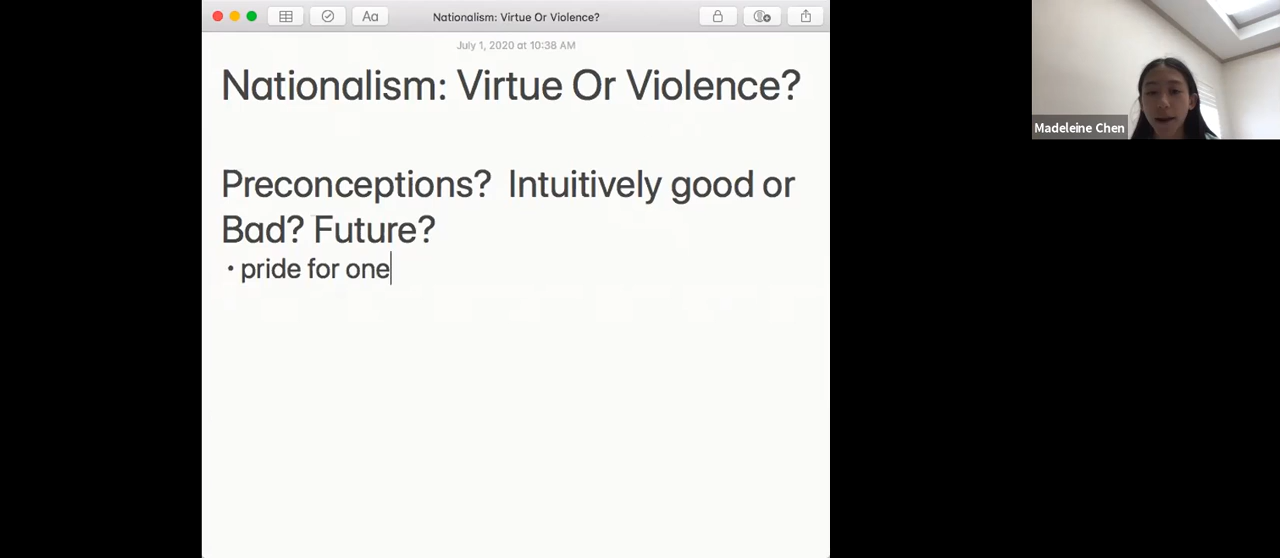 Aa
Nationalism: Virtue Or Violence?
July 1, 2020 at 10:38 AM
Nationalism: Virtue Or Violence?
Preconceptions? Intuitively good or
Bad? Future?
• pride for one
Madeleine Chen